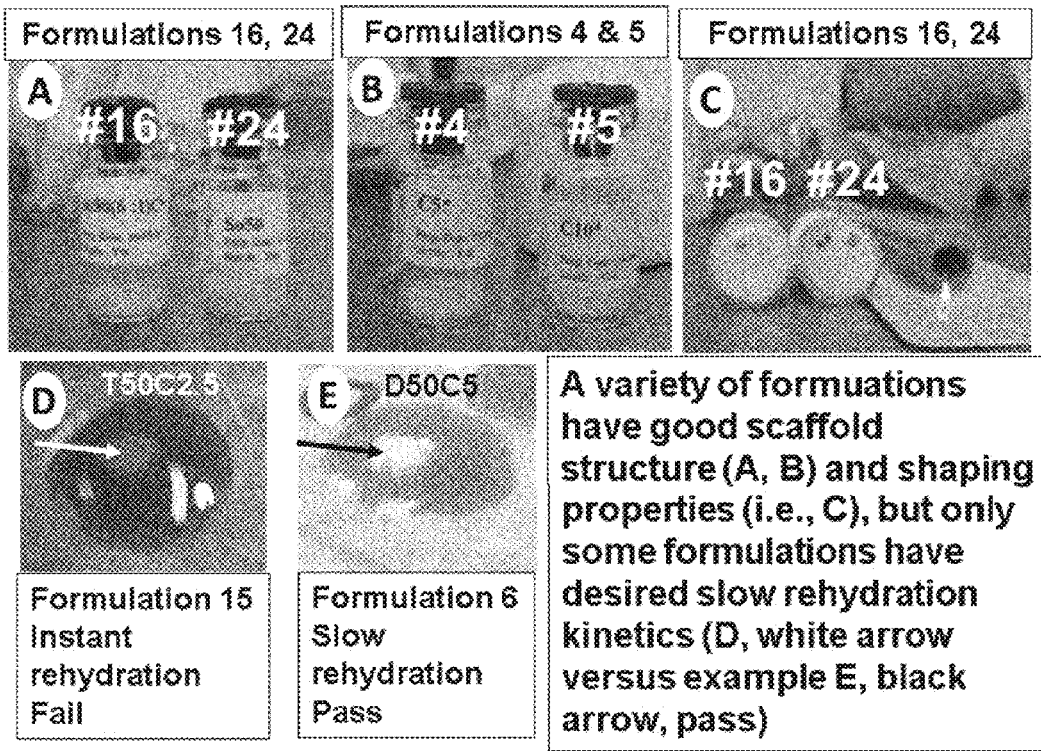 Formulations 16, 24
Formulations 4 & 5
Formulations 16, 24
A
#16
#24
B
#4
#5
C5*
C10*
C
#16 #24
D
T50C2.5
E
D50C5
Formulation 15
Instant
rehydration
Fail
Formulation 6
Slow
rehydration
Pass
A variety of formuations
have good scaffold
structure (A, B) and shaping
properties (i.e., C), but only
some formulations have
desired slow rehydration
kinetics (D, white arrow
versus example E, black
arrow, pass)